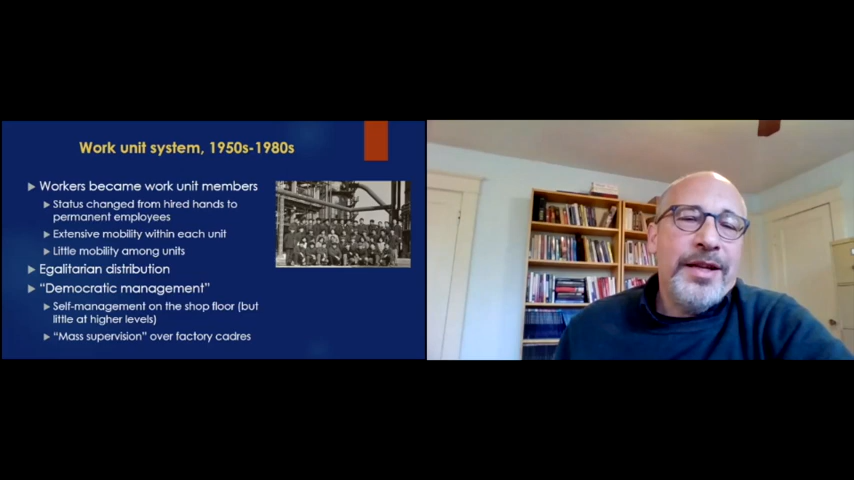 Work unit system, 1950s-1980s
Workers became work unit members
Status changed from hired hands to
permanent employees
Extensive mobility within each unit
Little mobility among units
Egalitarian distribution
“Democratic management”
Self-management on the shop floor (but
little at higher levels)
“Mass supervision” over factory cadres